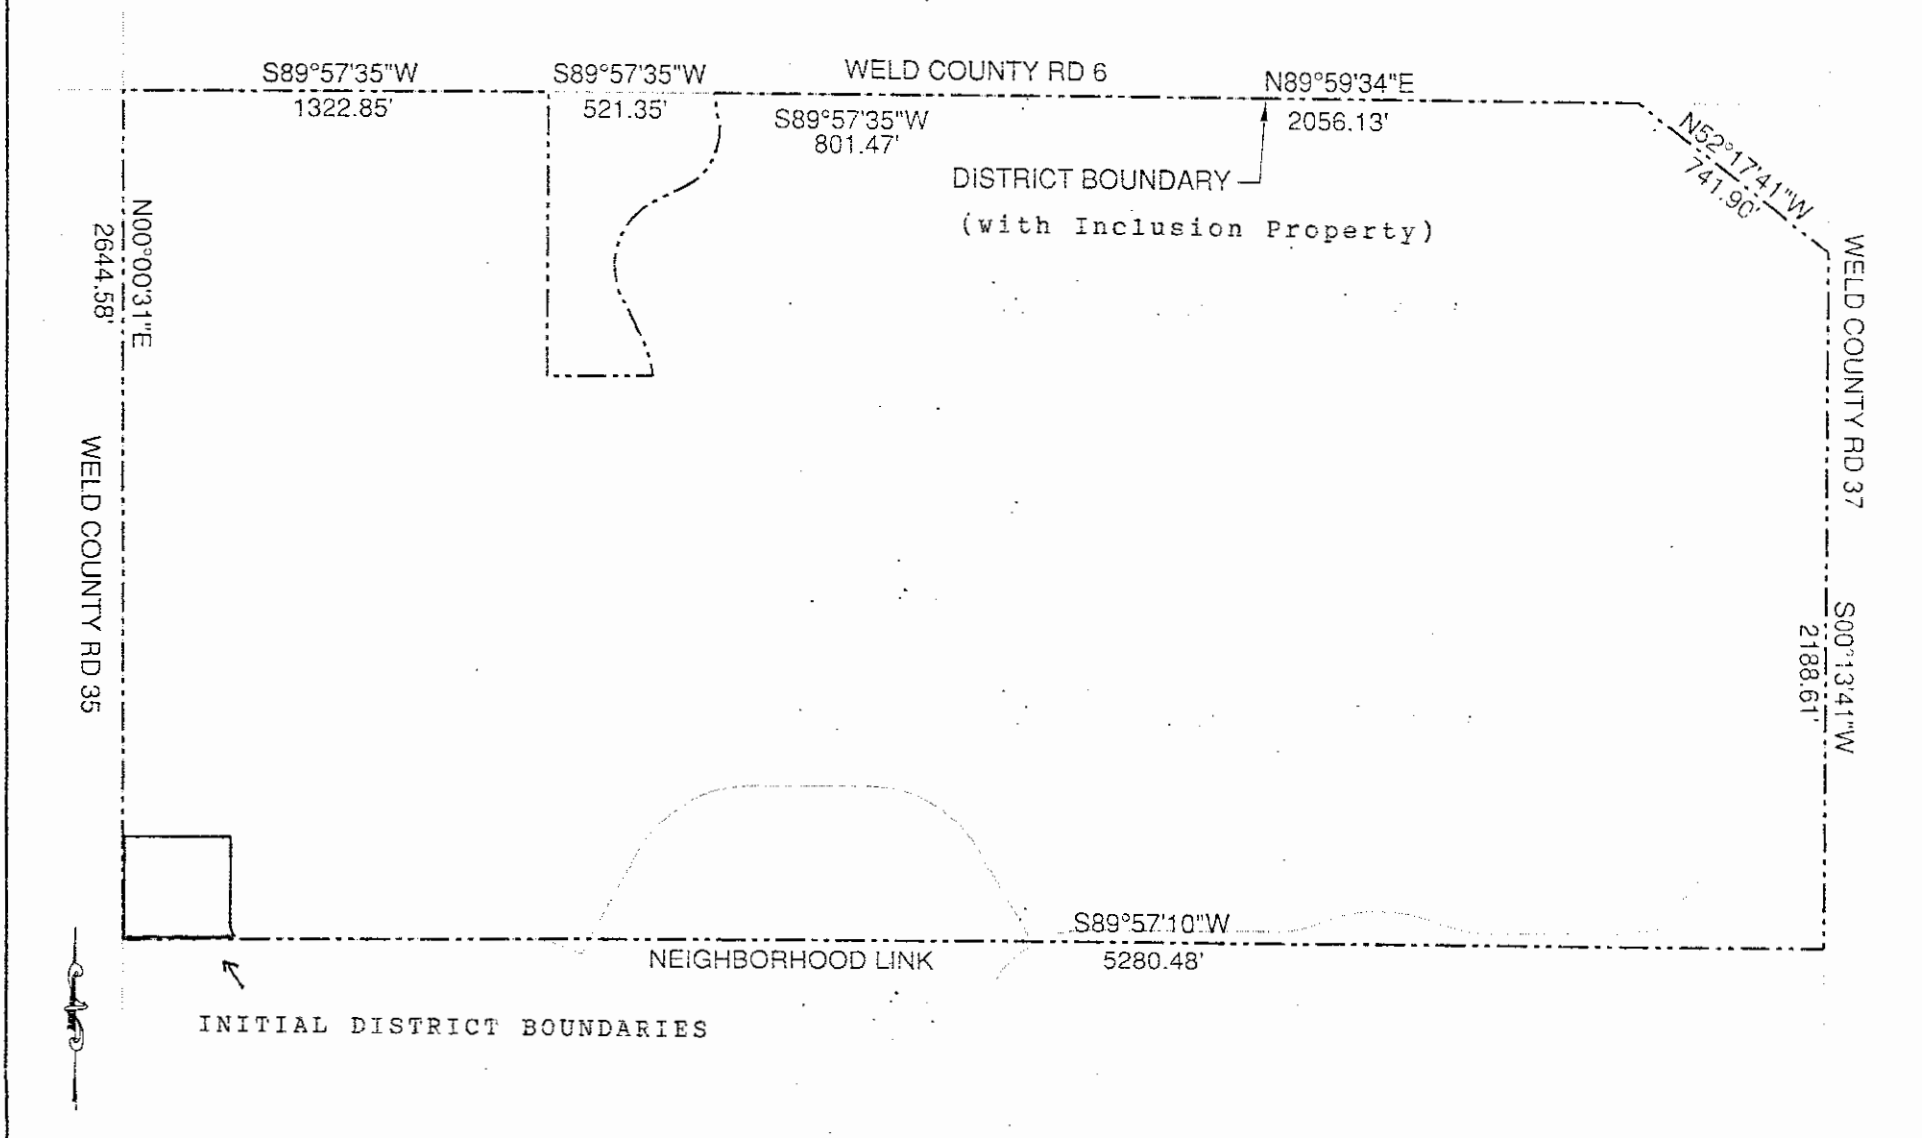 S89°57'35"W
1322.85'
S89°57'35"W
521.35'
WELD COUNTY RD 6
S89°57'35"W
801.47'
N89°59'34"E
2056.13'
DISTRICT BOUNDARY
(with Inclusion Property)
N52°17'41"W
741.90'
N00°00'31"E
2644.58'
WELD COUNTY RD 35
WELD COUNTY RD 37
S00°13'41"W
2188.61'
S89°57'10"W
5280.48'
NEIGHBORHOOD LINK
INITIAL DISTRICT BOUNDARIES